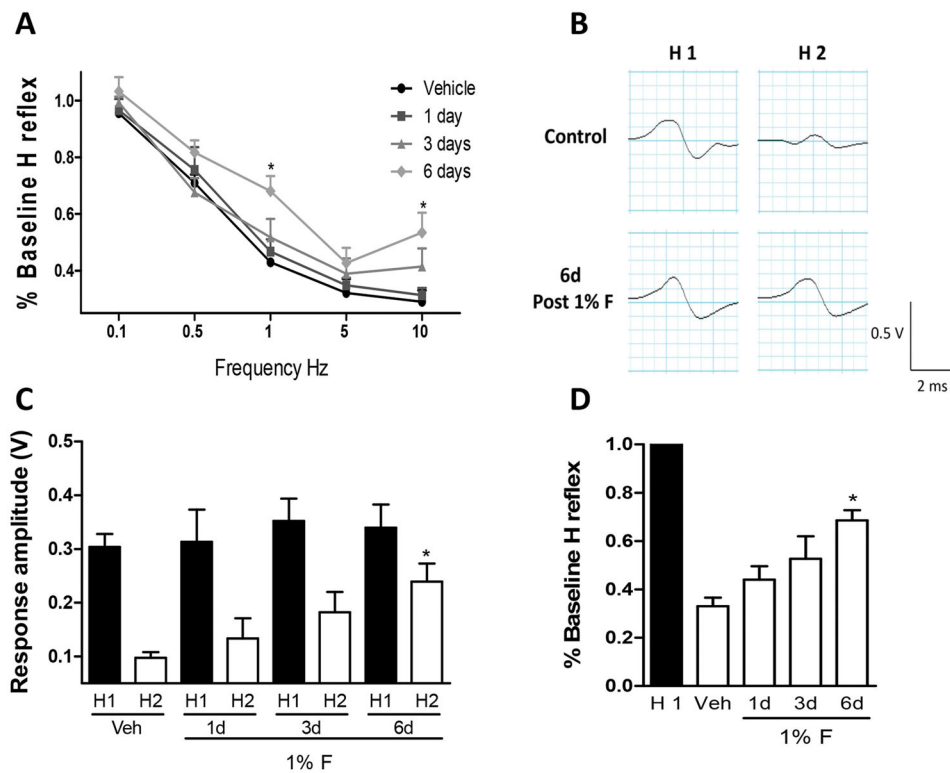 A
% Baseline H reflex
1.0
0.8
0.6
0.4
0.1
0.5
1
5
10
Frequency Hz
Vehicle
1 day
3 days
6 days
*
*
B
H 1
H 2
Control
6d
Post 1% F
0.5 V
2 ms
C
Response amplitude (V)
0.5
0.4
0.3
0.2
0.1
*
H1 H2 H1 H2 H1 H2 H1 H2
Veh 1d 3d 6d
1% F
D
% Baseline H reflex
1.0
0.8
0.6
0.4
0.2
0.0
*
H 1 Veh 1d 3d 6d
1% F